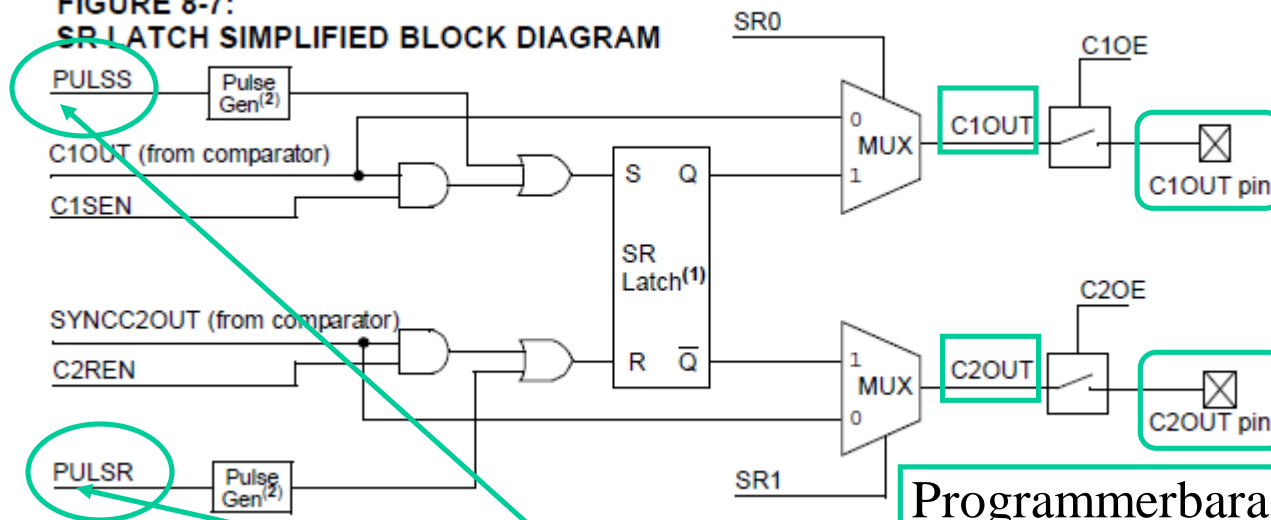 FIGURE 8-7:
SR LATCH SIMPLIFIED BLOCK DIAGRAM
SR0
C1OE
PULSS
Pulse
Gen(2)
0
MUX
1
C1OUT
C1OUT pin
C1OUT (from comparator)
C1SEN
S Q
SR
Latch(1)
R Q
SYNCC2OUT (from comparator)
C2REN
C2OE
1
MUX
0
C2OUT
C2OUT pin
PULSR
Pulse
Gen(2)
SR1
Programmerbara